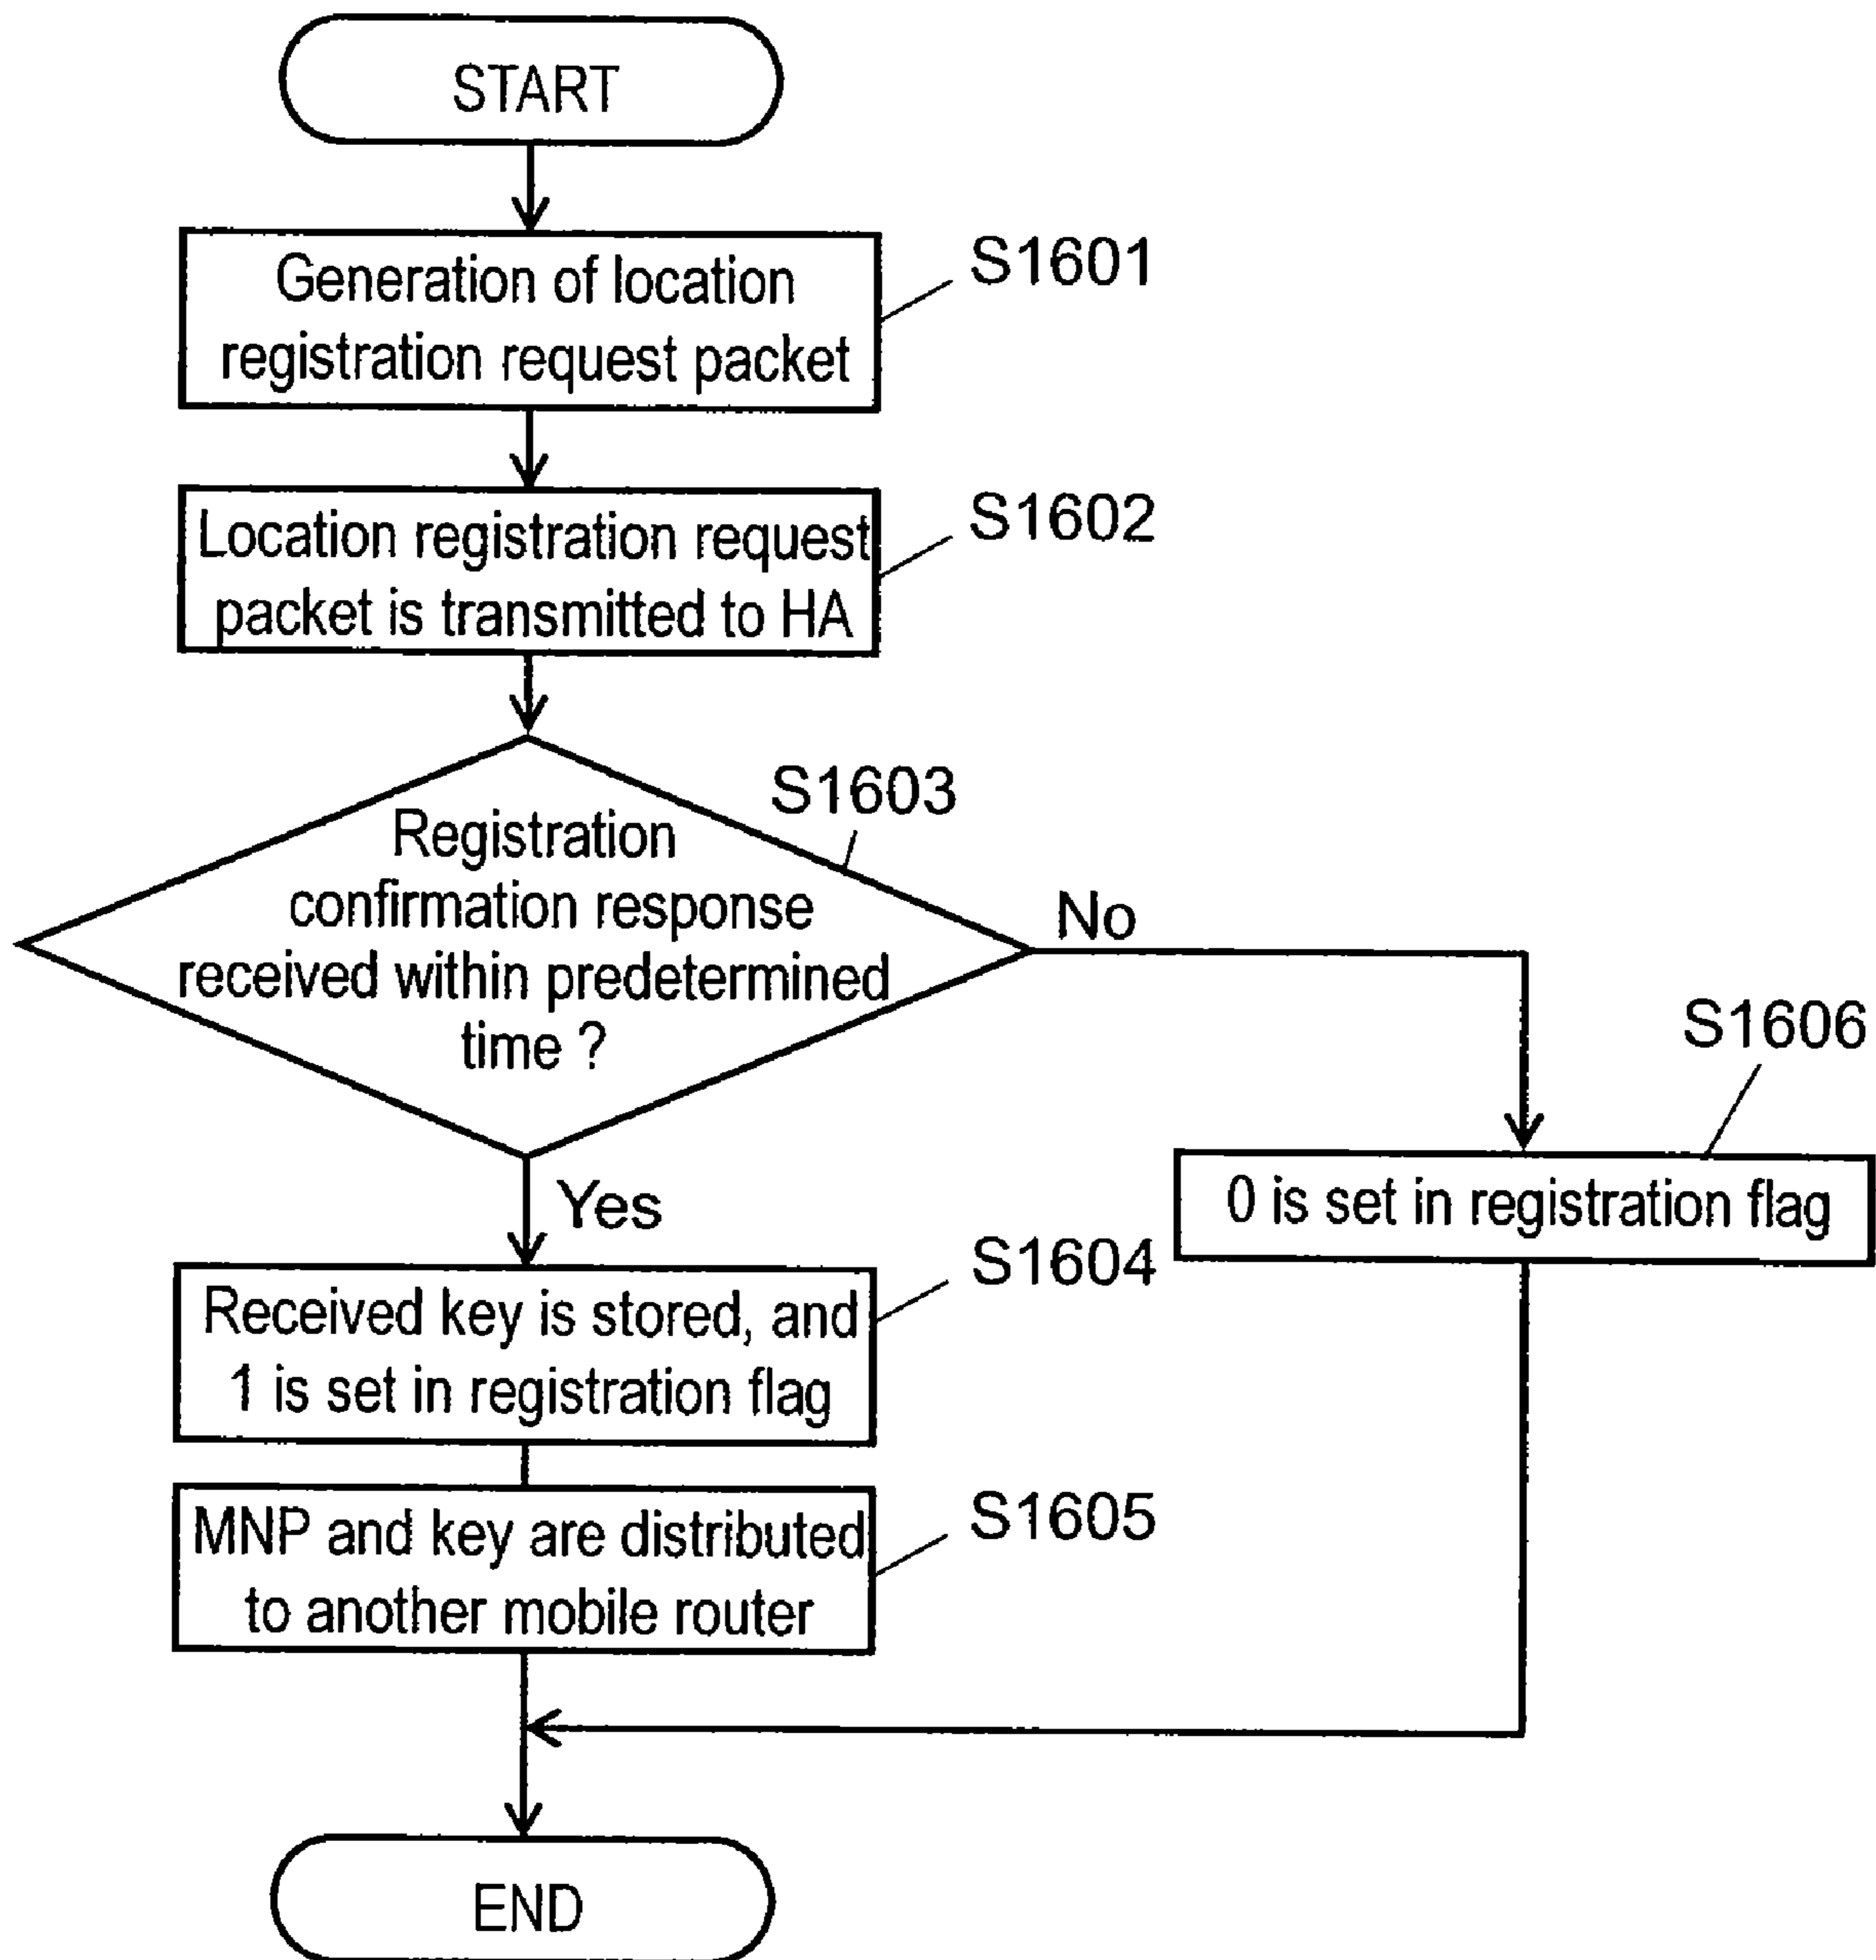 START
Generation of location
registration request packet
S1601
Location registration request
packet is transmitted to HA
S1602
S1603
Registration
confirmation response
received within predetermined
time ?
No
Yes
S1606
0 is set in registration flag
S1604
Received key is stored, and
1 is set in registration flag
MNP and key are distributed
to another mobile router
S1605
END